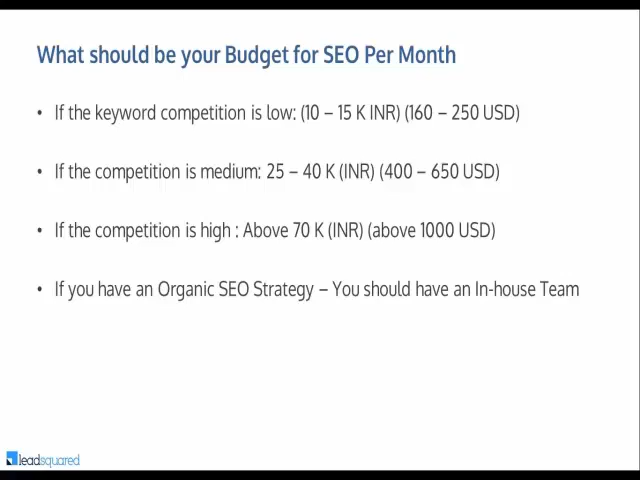 What should be your Budget for SEO Per Month
• If the keyword competition is low: (10 – 15 K INR) (160 – 250 USD)
• If the competition is medium: 25 – 40 K (INR) (400 – 650 USD)
• If the competition is high : Above 70 K (INR) (above 1000 USD)
• If you have an Organic SEO Strategy – You should have an In-house Team
leadsquared